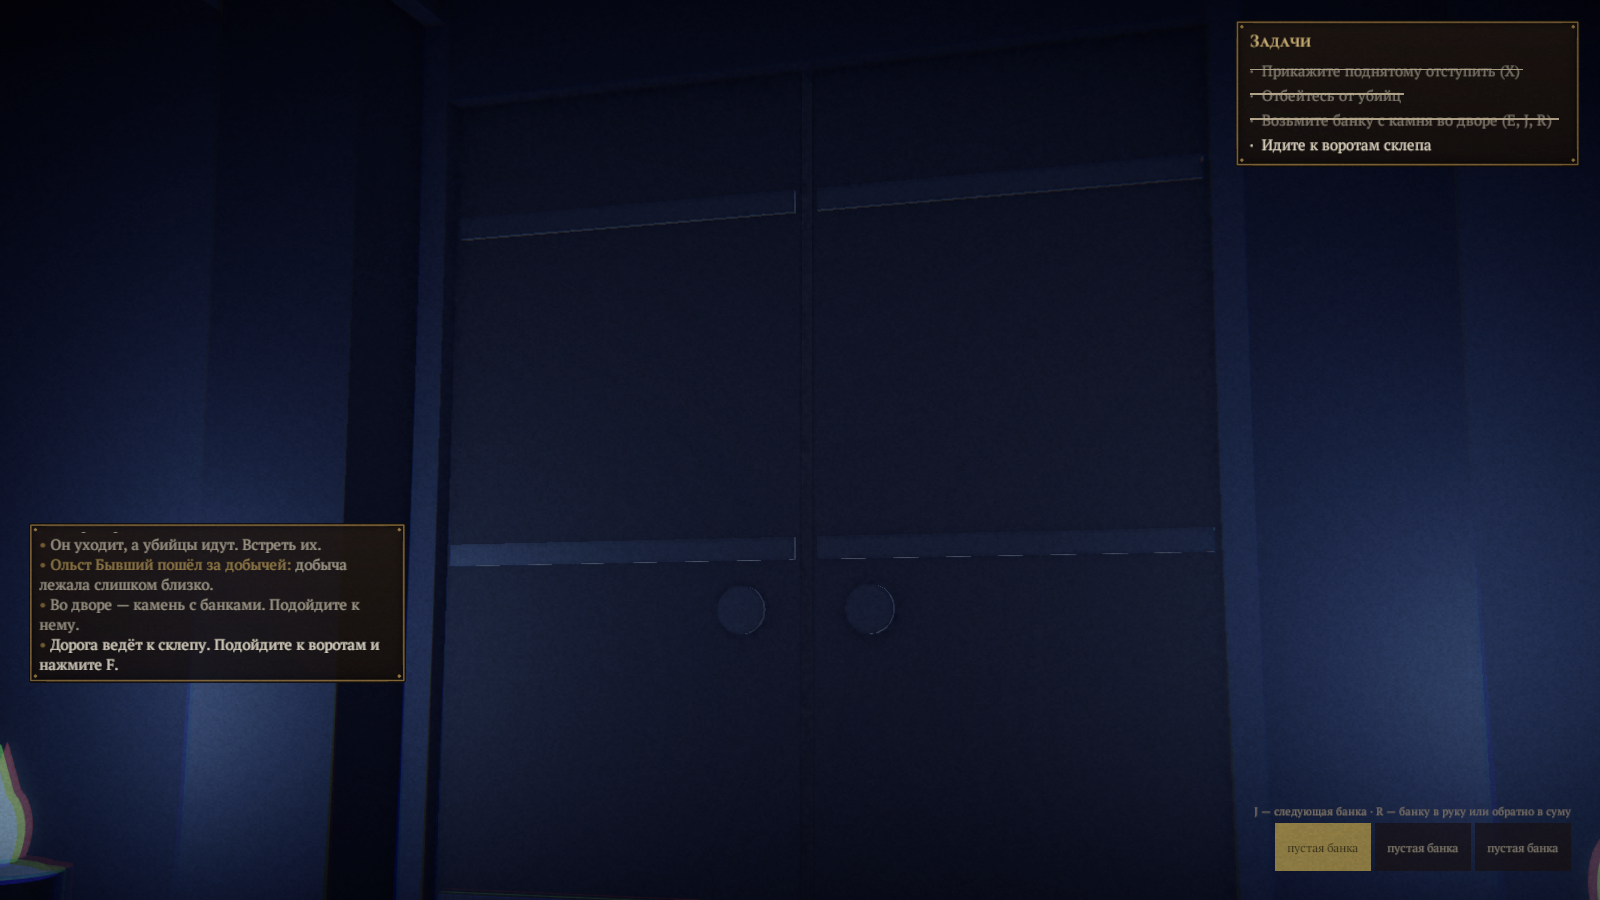 Задачи
· Прикажите поднятому отступить (X)
· Отбейтесь от убийц
· Возьмите банку с камня во дворе (E, J, R)
· Идите к воротам склепа
• Он уходит, а убийцы идут. Встреть их.
• Ольст Бывший пошёл за добычей: добыча
лежала слишком близко.
• Во дворе — камень с банками. Подойдите к
нему.
• Дорога ведёт к склепу. Подойдите к воротам и
нажмите F.
J — следующая банка · R — банку в руку или обратно в суму
пустая банка пустая банка пустая банка